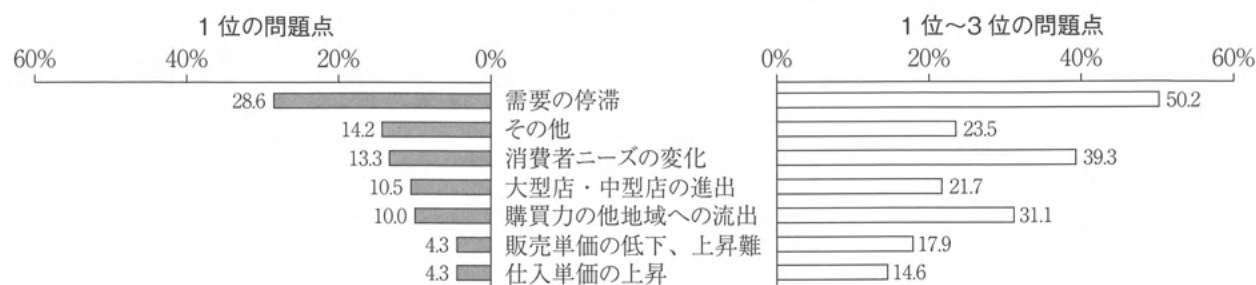 1位の問題点 1位～3位の問題点
60% 40% 20% 0% 0% 20% 40% 60%
28.6 需要の停滞 50.2
14.2 その他 23.5
13.3 消費者ニーズの変化 39.3
10.5 大型店・中型店の進出 21.7
10.0 購買力の他地域への流出 31.1
4.3 販売単価の低下、上昇難 17.9
4.3 仕入単価の上昇 14.6